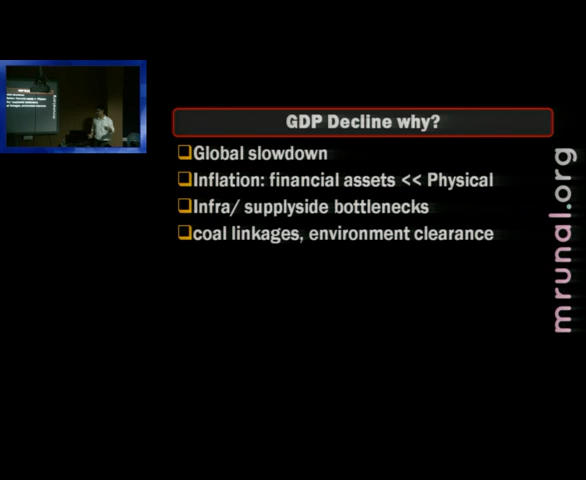 GDP Decline why?
Global slowdown
Inflation: financial assets << Physical
Infra/ supplyside bottlenecks
coal linkages, environment clearance
mrunal.org